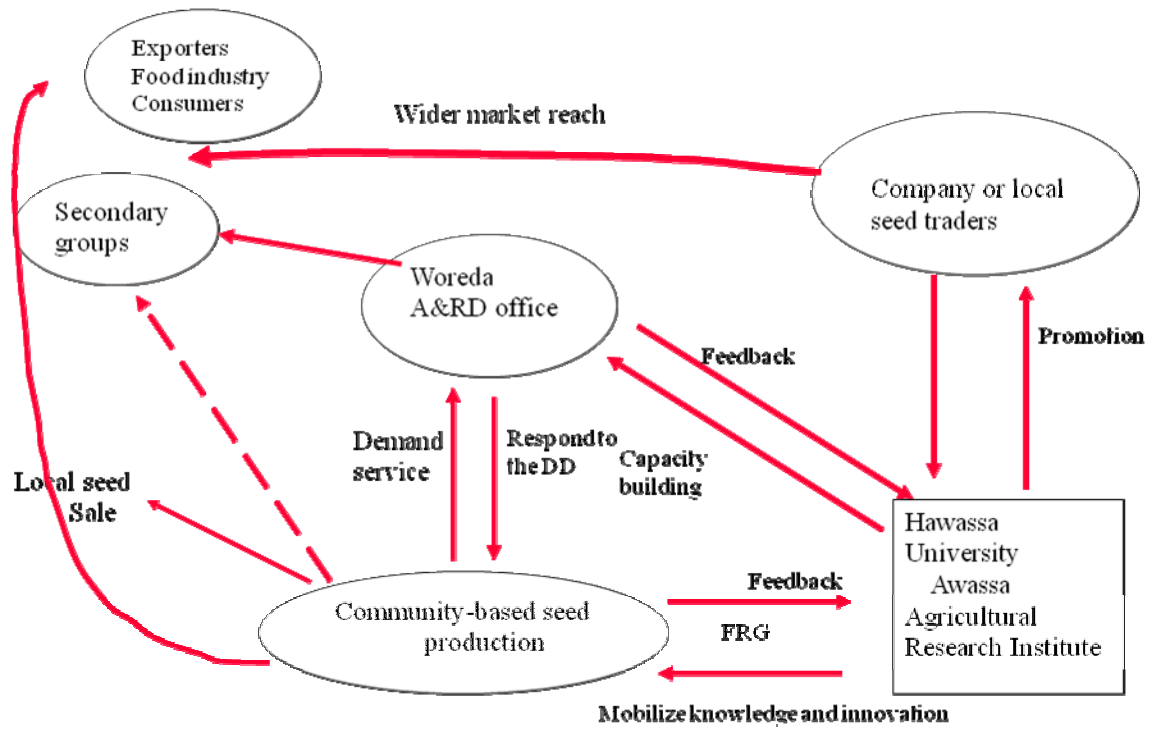 Exporters
Food industry
Consumers
Wider market reach
Company or local
seed traders
Secondary
groups
Woreda
A&RD office
Feedback
Promotion
Demand
service
Respond to
the DD
Capacity
building
Local seed
Sale
Hawassa
University
Awassa
Agricultural
Research Institute
Community-based seed
production
Feedback
FRG
Mobilize knowledge and innovation